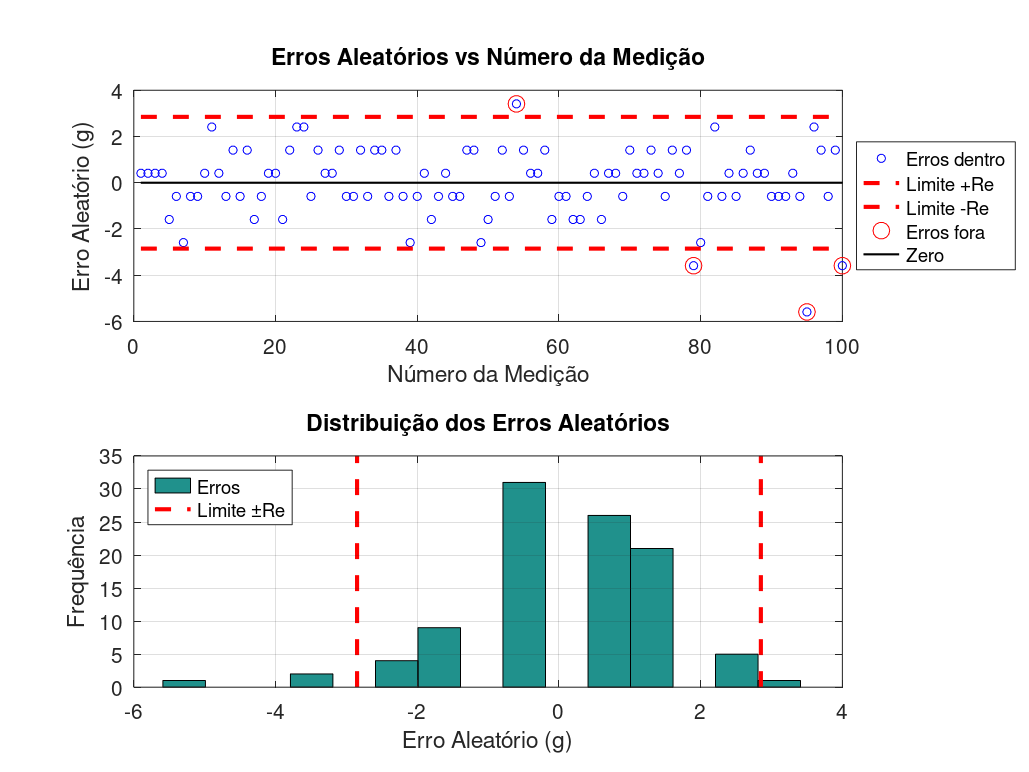 Erros Aleatórios vs Número da Medição
4
2
0
-2
-4
-6
Erro Aleatório (g)
0 20 40 60 80 100
Número da Medição
Erros dentro
Limite +Re
Limite -Re
Erros fora
Zero
Distribuição dos Erros Aleatórios
35
30
25
20
15
10
5
0
Frequência
Erros
Limite ±Re
-6 -4 -2 0 2 4
Erro Aleatório (g)